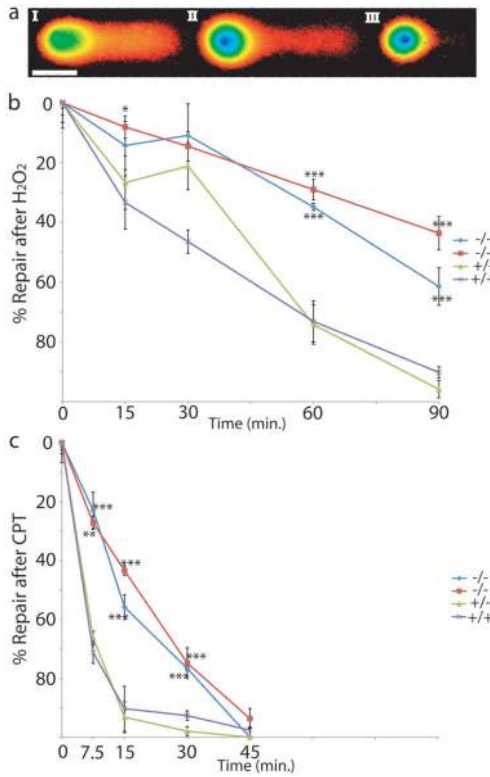 a
I II III
b
% Repair after H₂O₂
0
20
40
60
80
*
***
***
***
***
-/-
-/-
+/-
+/+
0 15 30 60 90
Time (min.)
c
% Repair after CPT
0
20
40
60
80
***
**
***
***
***
***
-/-
-/-
+/-
+/+
0 7.5 15 30 45
Time (min.)